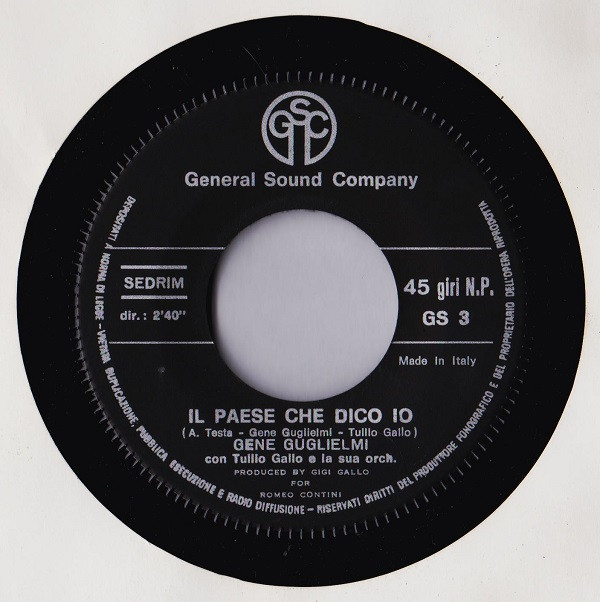 GSC
General Sound Company
SEDRIM
dir.: 2'40"
45 giri N.P.
GS 3
Made In Italy
IL PAESE CHE DICO IO
(A. Testa - Gene Guglielmi - Tullio Gallo)
GENE GUGLIELMI
con Tullio Gallo e la sua orch.
PRODUCED BY GIGI GALLO
FOR
ROMEO CONTINI
DEPOSITATI A NORMA DI LEGGE - VIETATA DUPLICAZIONE, PUBBLICA ESECUZIONE E RADIO DIFFUSIONE - RISERVATI DIRITTI DEL PRODUTTORE FONOGRAFICO E DEL PROPRIETARIO DELL'OPERA RIPRODOTTA